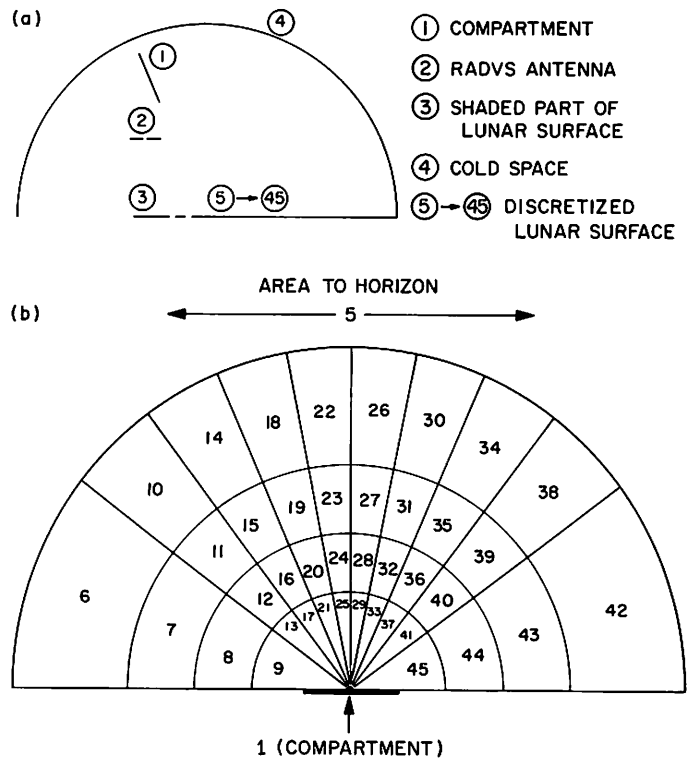 (a)
4
1
2
3
5 → 45
1 COMPARTMENT
2 RADVS ANTENNA
3 SHADED PART OF
LUNAR SURFACE
4 COLD SPACE
5 → 45 DISCRETIZED
LUNAR SURFACE
AREA TO HORIZON
(b)
5
22 26
18 30
14 34
10 38
23 27
19 31
15 35
11 39
24 28
20 32
16 36
12 40
6 42
25 29
21 33
17 37
13 41
7 43
8 44
9 45
1 (COMPARTMENT)